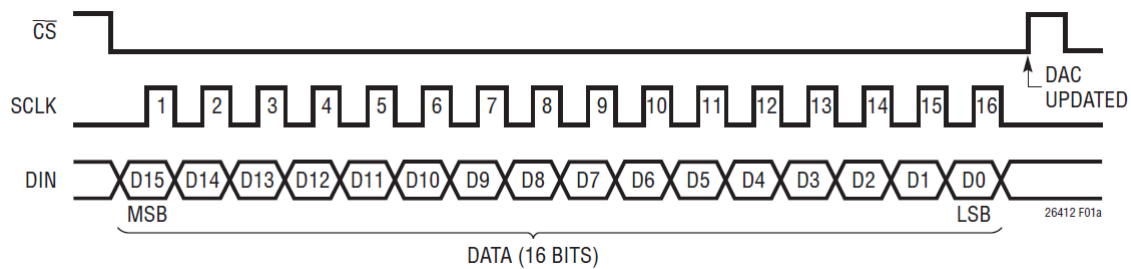 CS
DAC
UPDATED
SCLK 1 2 3 4 5 6 7 8 9 10 11 12 13 14 15 16
DIN D15 D14 D13 D12 D11 D10 D9 D8 D7 D6 D5 D4 D3 D2 D1 D0
MSB LSB 26412 F01a
DATA (16 BITS)